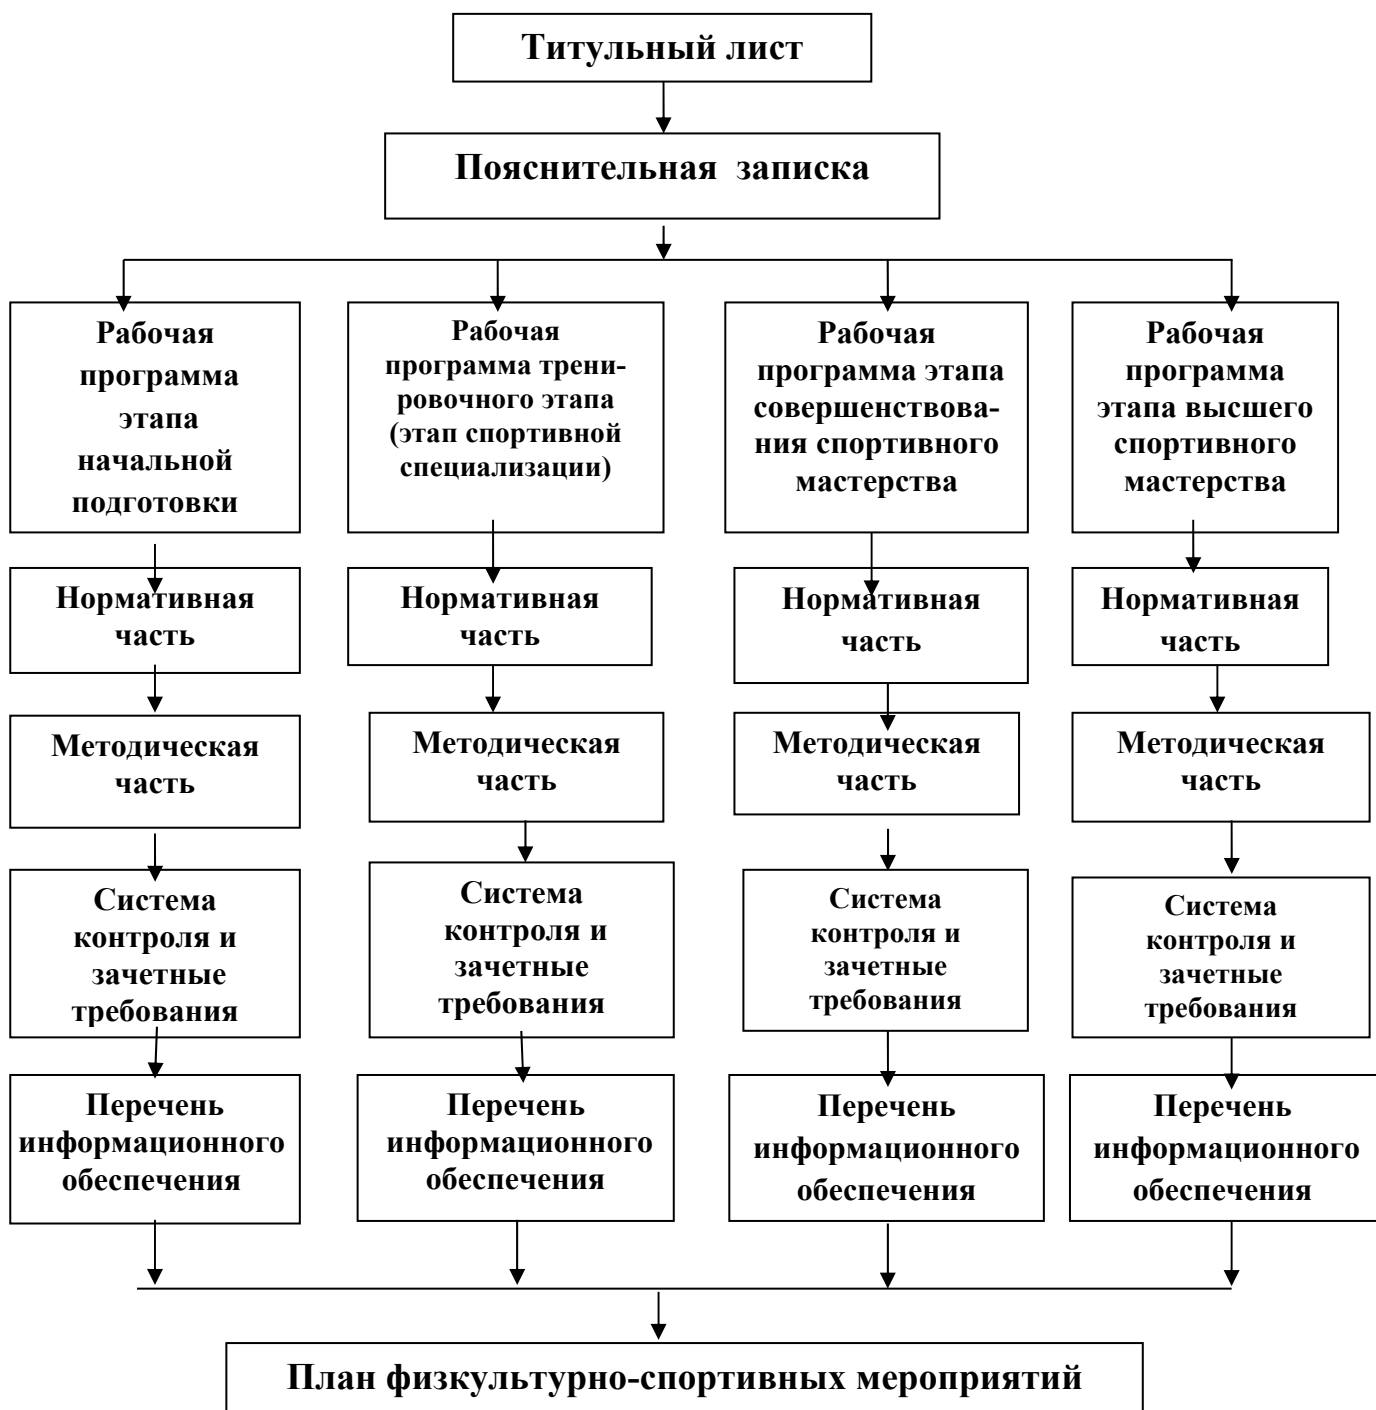 Титульный лист
Пояснительная записка
Рабочая
программа
этапа
начальной
подготовки
Рабочая
программа трени-
ровочного этапа
(этап спортивной
специализации)
Рабочая
программа этапа
совершенствова-
ния спортивного
мастерства
Рабочая
программа
этапа высшего
спортивного
мастерства
Нормативная
часть
Нормативная
часть
Нормативная
часть
Нормативная
часть
Методическая
часть
Методическая
часть
Методическая
часть
Методическая
часть
Система
контроля и
зачетные
требования
Система
контроля и
зачетные
требования
Система
контроля и
зачетные
требования
Система
контроля и
зачетные
требования
Перечень
информационного
обеспечения
Перечень
информационного
обеспечения
Перечень
информационного
обеспечения
Перечень
информационного
обеспечения
План физкультурно-спортивных мероприятий